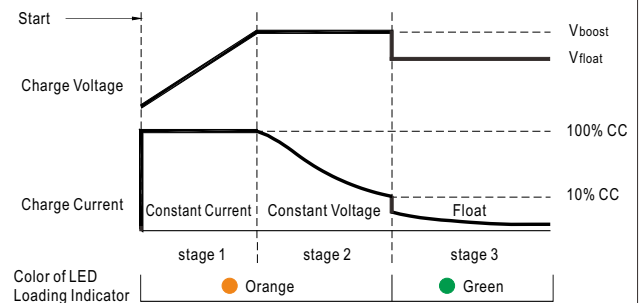 Start
Vboost
Vfloat
Charge Voltage
100% CC
10% CC
Charge Current
Constant Current
Constant Voltage
Float
stage 1
stage 2
stage 3
Color of LED
Loading Indicator
Orange
Green